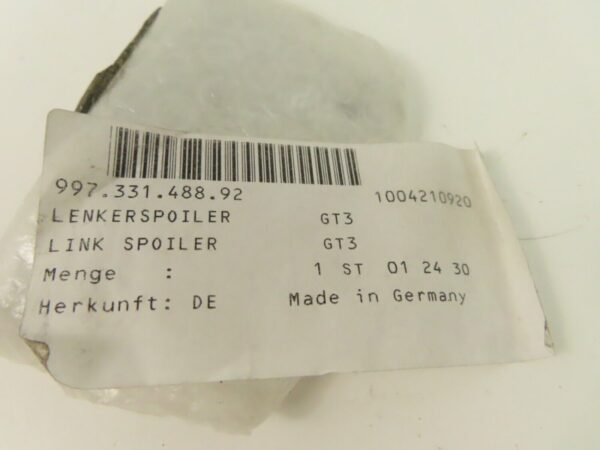 997.331.488.92 1004210920
LENKERSPOILER GT3
LINK SPOILER GT3
Menge : 1 ST 01 24 30
Herkunft: DE Made in Germany